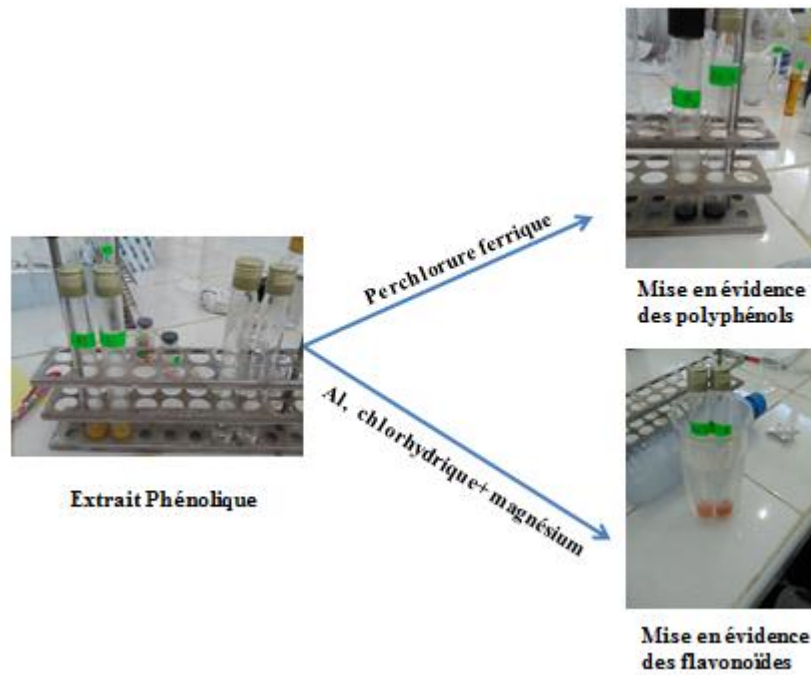 Perchlorure ferrique
Mise en évidence
des polyphénols
Extrait Phénolique
Al, chlorhydrique+ magnésium
Mise en évidence
des flavonoïdes